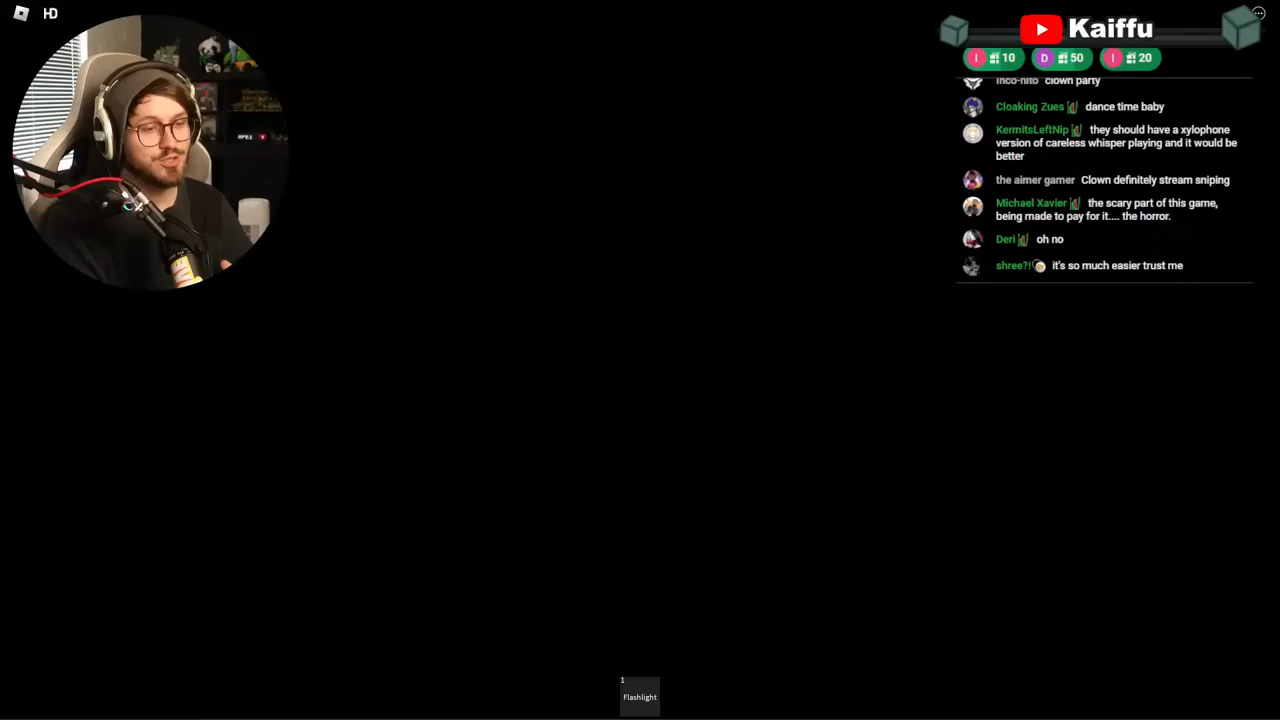 HD
Kaiffu
10
D 50
20
Inco-nito clown party
Cloaking Zues dance time baby
KermitsLeftNip they should have a xylophone
version of careless whisper playing and it would be
better
the aimer gamer Clown definitely stream sniping
Michael Xavier the scary part of this game,
being made to pay for it.... the horror.
Deri oh no
shree?! it's so much easier trust me
1
Flashlight